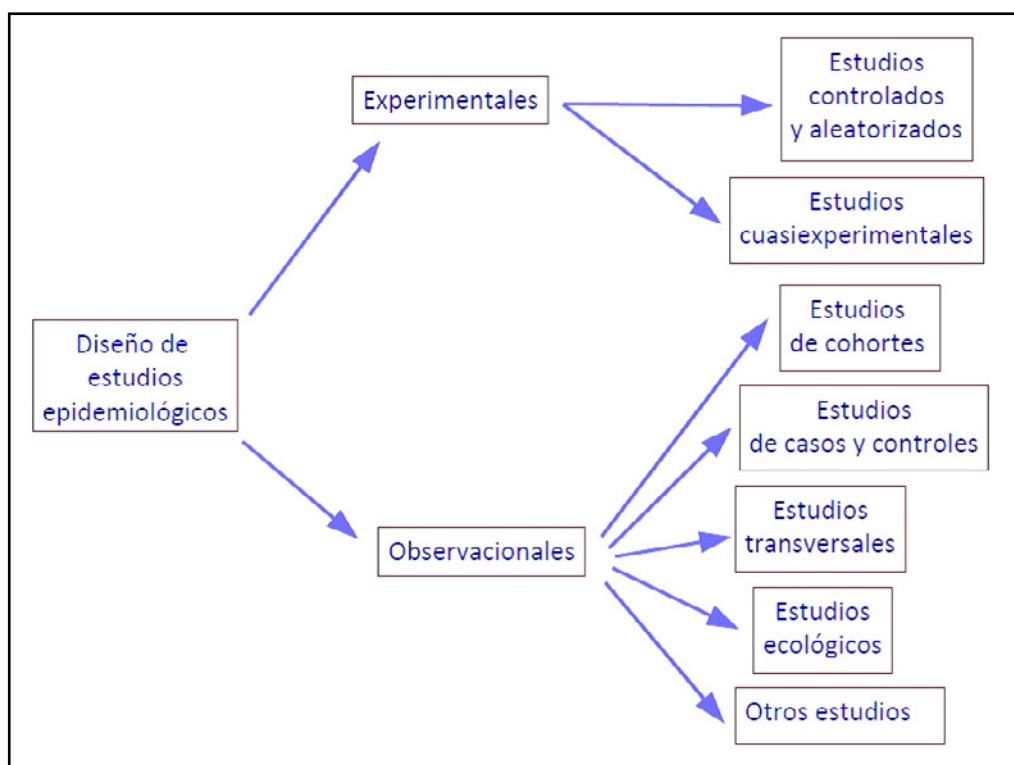 Diseño de
estudios
epidemiológicos
Experimentales
Estudios
controlados
y aleatorizados
Estudios
cuasiexperimentales
Observacionales
Estudios
de cohortes
Estudios
de casos y controles
Estudios
transversales
Estudios
ecológicos
Otros estudios